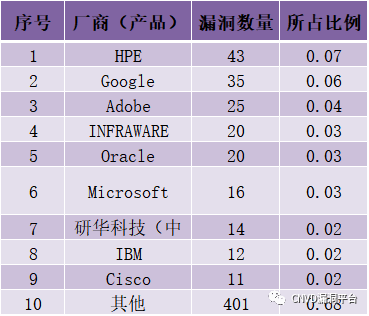 序号 厂商（产品） 漏洞数量 所占比例
1 HPE 43 0.07
2 Google 35 0.06
3 Adobe 25 0.04
4 INFRAWARE 20 0.03
5 Oracle 20 0.03
6 Microsoft 16 0.03
7 研华科技（中 14 0.02
8 IBM 12 0.02
9 Cisco 11 0.02
10 其他 401 0.68
CNVD漏洞平台